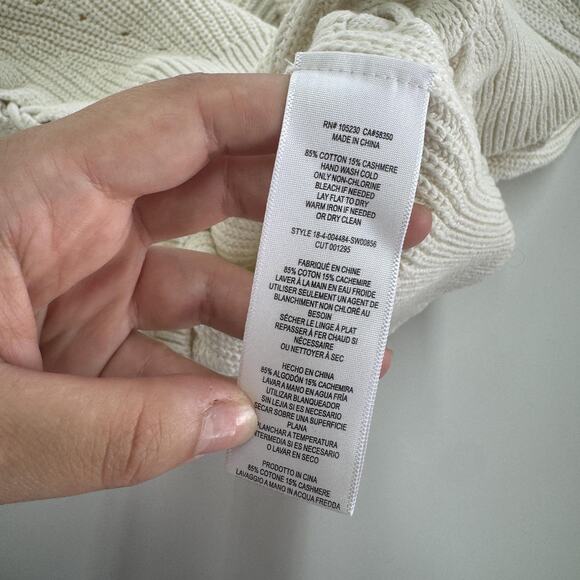 RN# 105230 CA#58350
MADE IN CHINA
85% COTTON 15% CASHMERE
HAND WASH COLD
ONLY NON-CHLORINE
BLEACH IF NEEDED
LAY FLAT TO DRY
WARM IRON IF NEEDED
OR DRY CLEAN
STYLE 18-4-004484-SW00856
CUT 001295
FABRIQUÉ EN CHINE
85% COTON 15% CACHEMIRE
LAVER À LA MAIN EN EAU FROIDE
UTILISER SEULEMENT UN AGENT DE
BLANCHIMENT NON CHLORÉ AU
BESOIN
SÉCHER LE LINGE À PLAT
REPASSER À FER CHAUD SI
NÉCESSAIRE
OU NETTOYER À SEC
HECHO EN CHINA
85% ALGODÓN 15% CACHEMIRA
LAVAR A MANO EN AGUA FRÍA
UTILIZAR BLANQUEADOR
SIN LEJIA SI ES NECESARIO
SECAR SOBRE UNA SUPERFICIE
PLANA
PLANCHAR A TEMPERATURA
INTERMEDIA SI ES NECESARIO
O LAVAR EN SECO
PRODOTTO IN CINA
85% COTONE 15% CASHMERE
LAVAGGIO A MANO IN ACQUA FREDDA